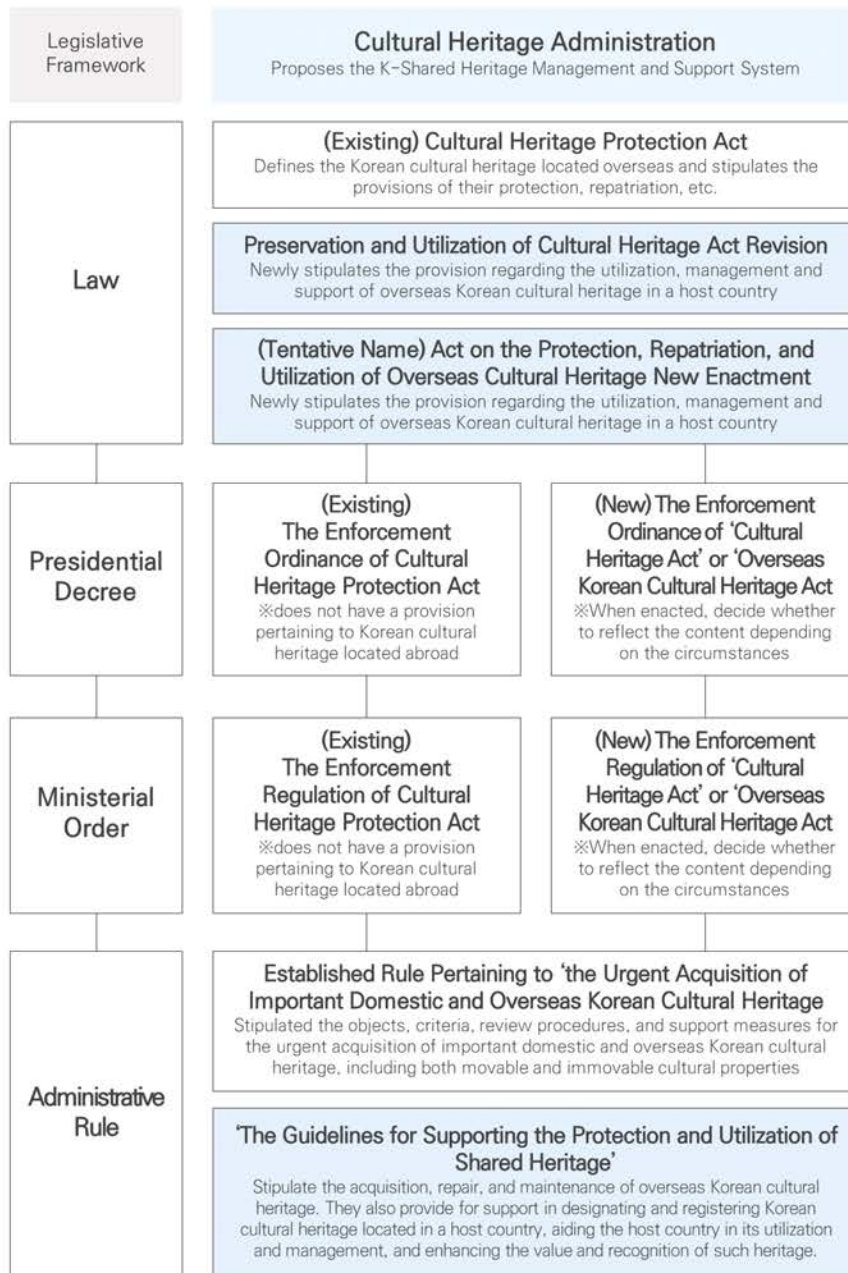 Legislative
Framework
Cultural Heritage Administration
Proposes the K-Shared Heritage Management and Support System
Law
(Existing) Cultural Heritage Protection Act
Defines the Korean cultural heritage located overseas and stipulates the
provisions of their protection, repatriation, etc.
Preservation and Utilization of Cultural Heritage Act Revision
Newly stipulates the provision regarding the utilization, management and
support of overseas Korean cultural heritage in a host country
(Tentative Name) Act on the Protection, Repatriation, and
Utilization of Overseas Cultural Heritage New Enactment
Newly stipulates the provision regarding the utilization, management and
support of overseas Korean cultural heritage in a host country
Presidential
Decree
(Existing)
The Enforcement
Ordinance of Cultural
Heritage Protection Act
※does not have a provision
pertaining to Korean cultural
heritage located abroad
(New) The Enforcement
Ordinance of ‘Cultural
Heritage Act’ or ‘Overseas
Korean Cultural Heritage Act
※When enacted, decide whether
to reflect the content depending
on the circumstances
Ministerial
Order
(Existing)
The Enforcement
Regulation of Cultural
Heritage Protection Act
※does not have a provision
pertaining to Korean cultural
heritage located abroad
(New) The Enforcement
Regulation of ‘Cultural
Heritage Act’ or ‘Overseas
Korean Cultural Heritage Act
※When enacted, decide whether
to reflect the content depending
on the circumstances
Administrative
Rule
Established Rule Pertaining to ‘the Urgent Acquisition of
Important Domestic and Overseas Korean Cultural Heritage
Stipulated the objects, criteria, review procedures, and support measures for
the urgent acquisition of important domestic and overseas Korean cultural
heritage, including both movable and immovable cultural properties
‘The Guidelines for Supporting the Protection and Utilization of
Shared Heritage’
Stipulate the acquisition, repair, and maintenance of overseas Korean cultural
heritage. They also provide for support in designating and registering Korean
cultural heritage located in a host country, aiding the host country in its utilization
and management, and enhancing the value and recognition of such heritage.